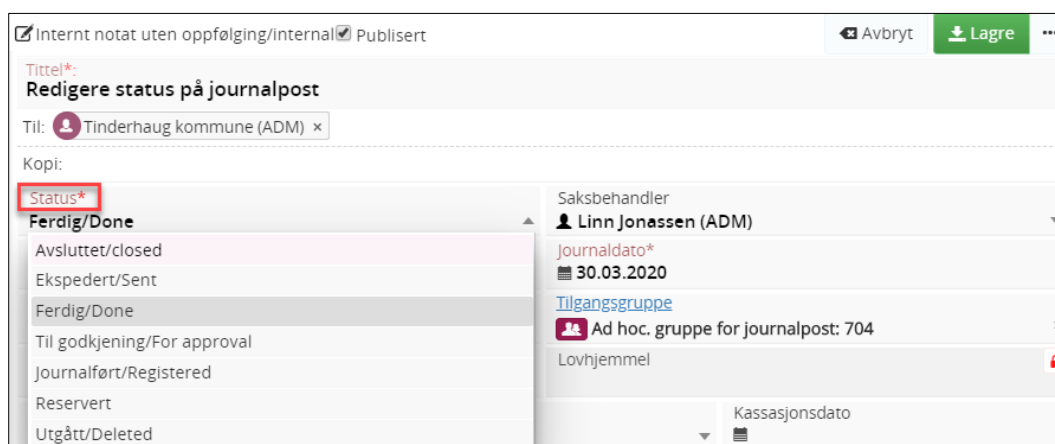 Internt notat uten oppfølging/internal Publisert
Avbryt
Lagre
Tittel*:
Redigere status på journalpost
Til: Tinderhaug kommune (ADM) ×
Kopi:
Status*
Ferdig/Done
Avsluttet/closed
Ekspedert/Sent
Ferdig/Done
Til godkjening/For approval
Journalført/Registered
Reservert
Utgått/Deleted
Saksbehandler
Linn Jonassen (ADM)
Journaldato*
30.03.2020
Tilgangsgruppe
Ad hoc. gruppe for journalpost: 704
Lovhjemmel
Kassasjonsdato